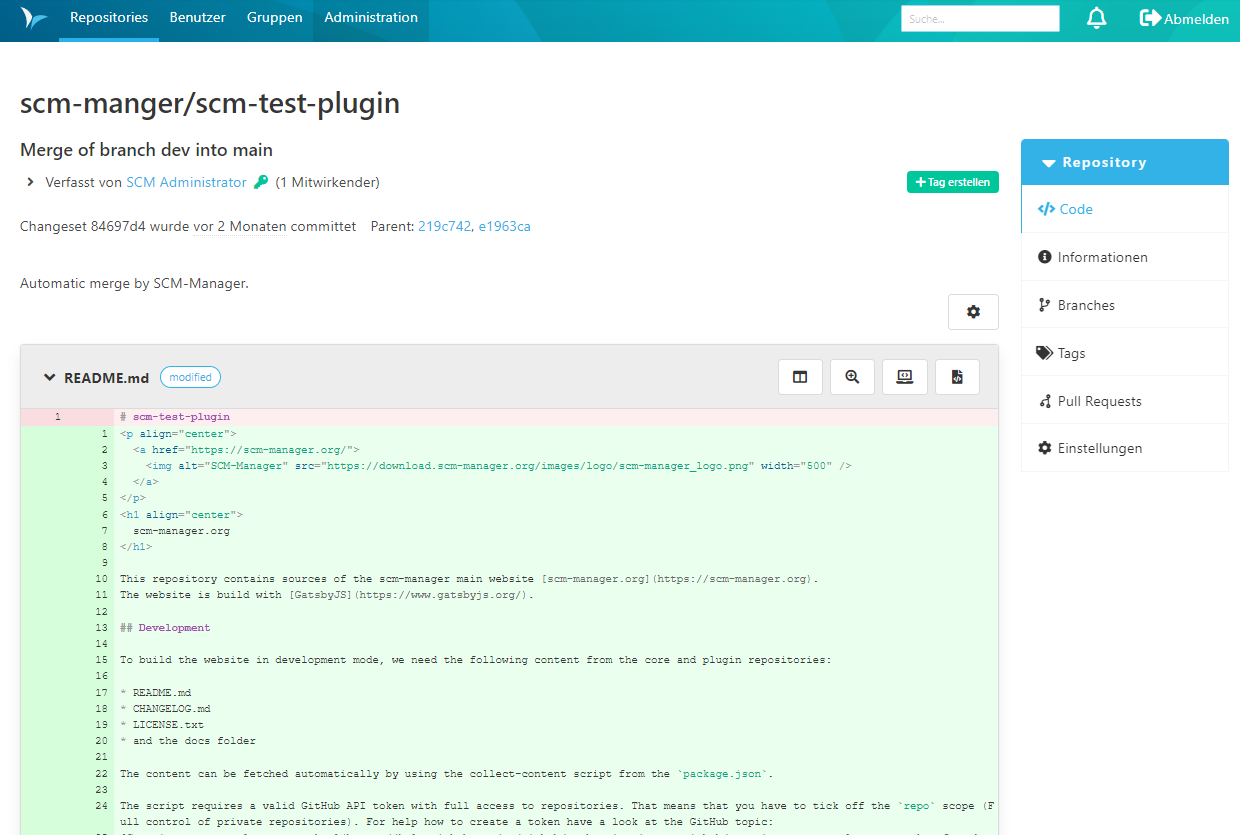 Repositories Benutzer Gruppen Administration Suche... Abmelden
scm-manger/scm-test-plugin
Merge of branch dev into main
Verfasst von SCM Administrator (1 Mitwirkender)
Tag erstellen
Changeset 84697d4 wurde vor 2 Monaten committet Parent: 219c742, e1963ca
Automatic merge by SCM-Manager.
README.md modified
1 # scm-test-plugin
1 <p align="center">
2 <a href="https://scm-manager.org/">
3 <img alt="SCM-Manager" src="https://download.scm-manager.org/images/logo/scm-manager_logo.png" width="500" />
4 </a>
5 </p>
6 <h1 align="center">
7 scm-manager.org
8 </h1>
9
10 This repository contains sources of the scm-manager main website [scm-manager.org](https://scm-manager.org).
11 The website is build with [GatsbyJS](https://www.gatsbyjs.org/).
12
13 ## Development
14
15 To build the website in development mode, we need the following content from the core and plugin repositories:
16
17 * README.md
18 * CHANGELOG.md
19 * LICENSE.txt
20 * and the docs folder
21
22 The content can be fetched automatically by using the collect-content script from the `package.json`.
23
24 The script requires a valid GitHub API token with full access to repositories. That means that you have to tick off the `repo` scope (F
ull control of private repositories). For help how to create a token have a look at the GitHub topic:
Repository
Code
Informationen
Branches
Tags
Pull Requests
Einstellungen